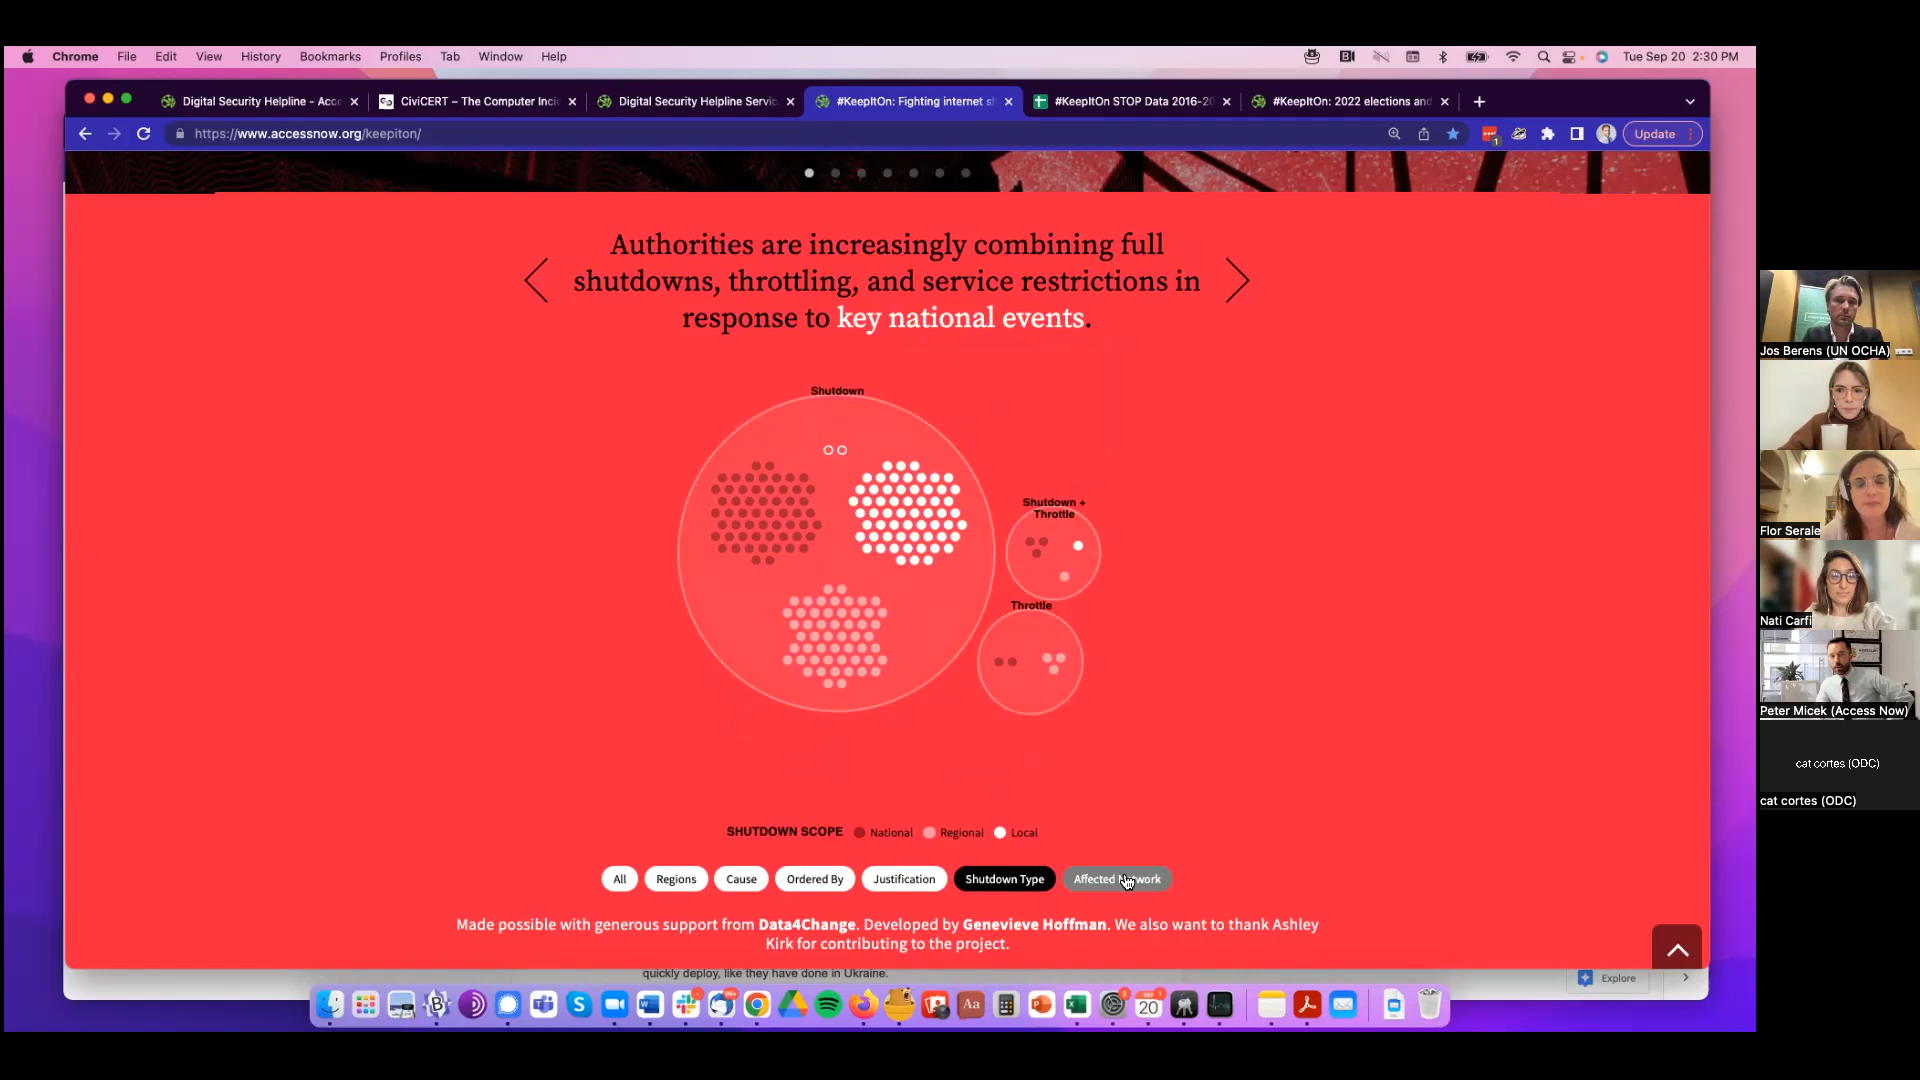 Chrome File Edit View History Bookmarks Profiles Tab Window Help
Tue Sep 20 2:30 PM
Digital Security Helpline - Acce
CiviCERT – The Computer Inci
Digital Security Helpline Servic
#KeepItOn: Fighting internet s
#KeepItOn STOP Data 2016-20
#KeepItOn: 2022 elections and
https://www.accessnow.org/keepiton/
Update
Authorities are increasingly combining full
shutdowns, throttling, and service restrictions in
response to key national events.
Shutdown
Shutdown +
Throttle
Throttle
SHUTDOWN SCOPE National Regional Local
All Regions Cause Ordered By Justification Shutdown Type Affected Network
Made possible with generous support from Data4Change. Developed by Genevieve Hoffman. We also want to thank Ashley
Kirk for contributing to the project.
quickly deploy, like they have done in Ukraine.
Explore
Jos Berens (UN OCHA)
Flor Serale
Nati Carfi
Peter Micek (Access Now)
cat cortes (ODC)
cat cortes (ODC)